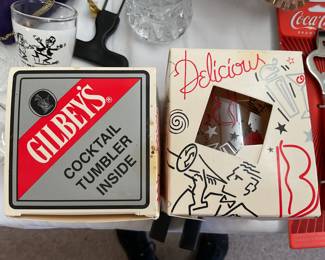 GILBEY'S
COCKTAIL
TUMBLER
INSIDE
Delicious
B
Coca-Cola